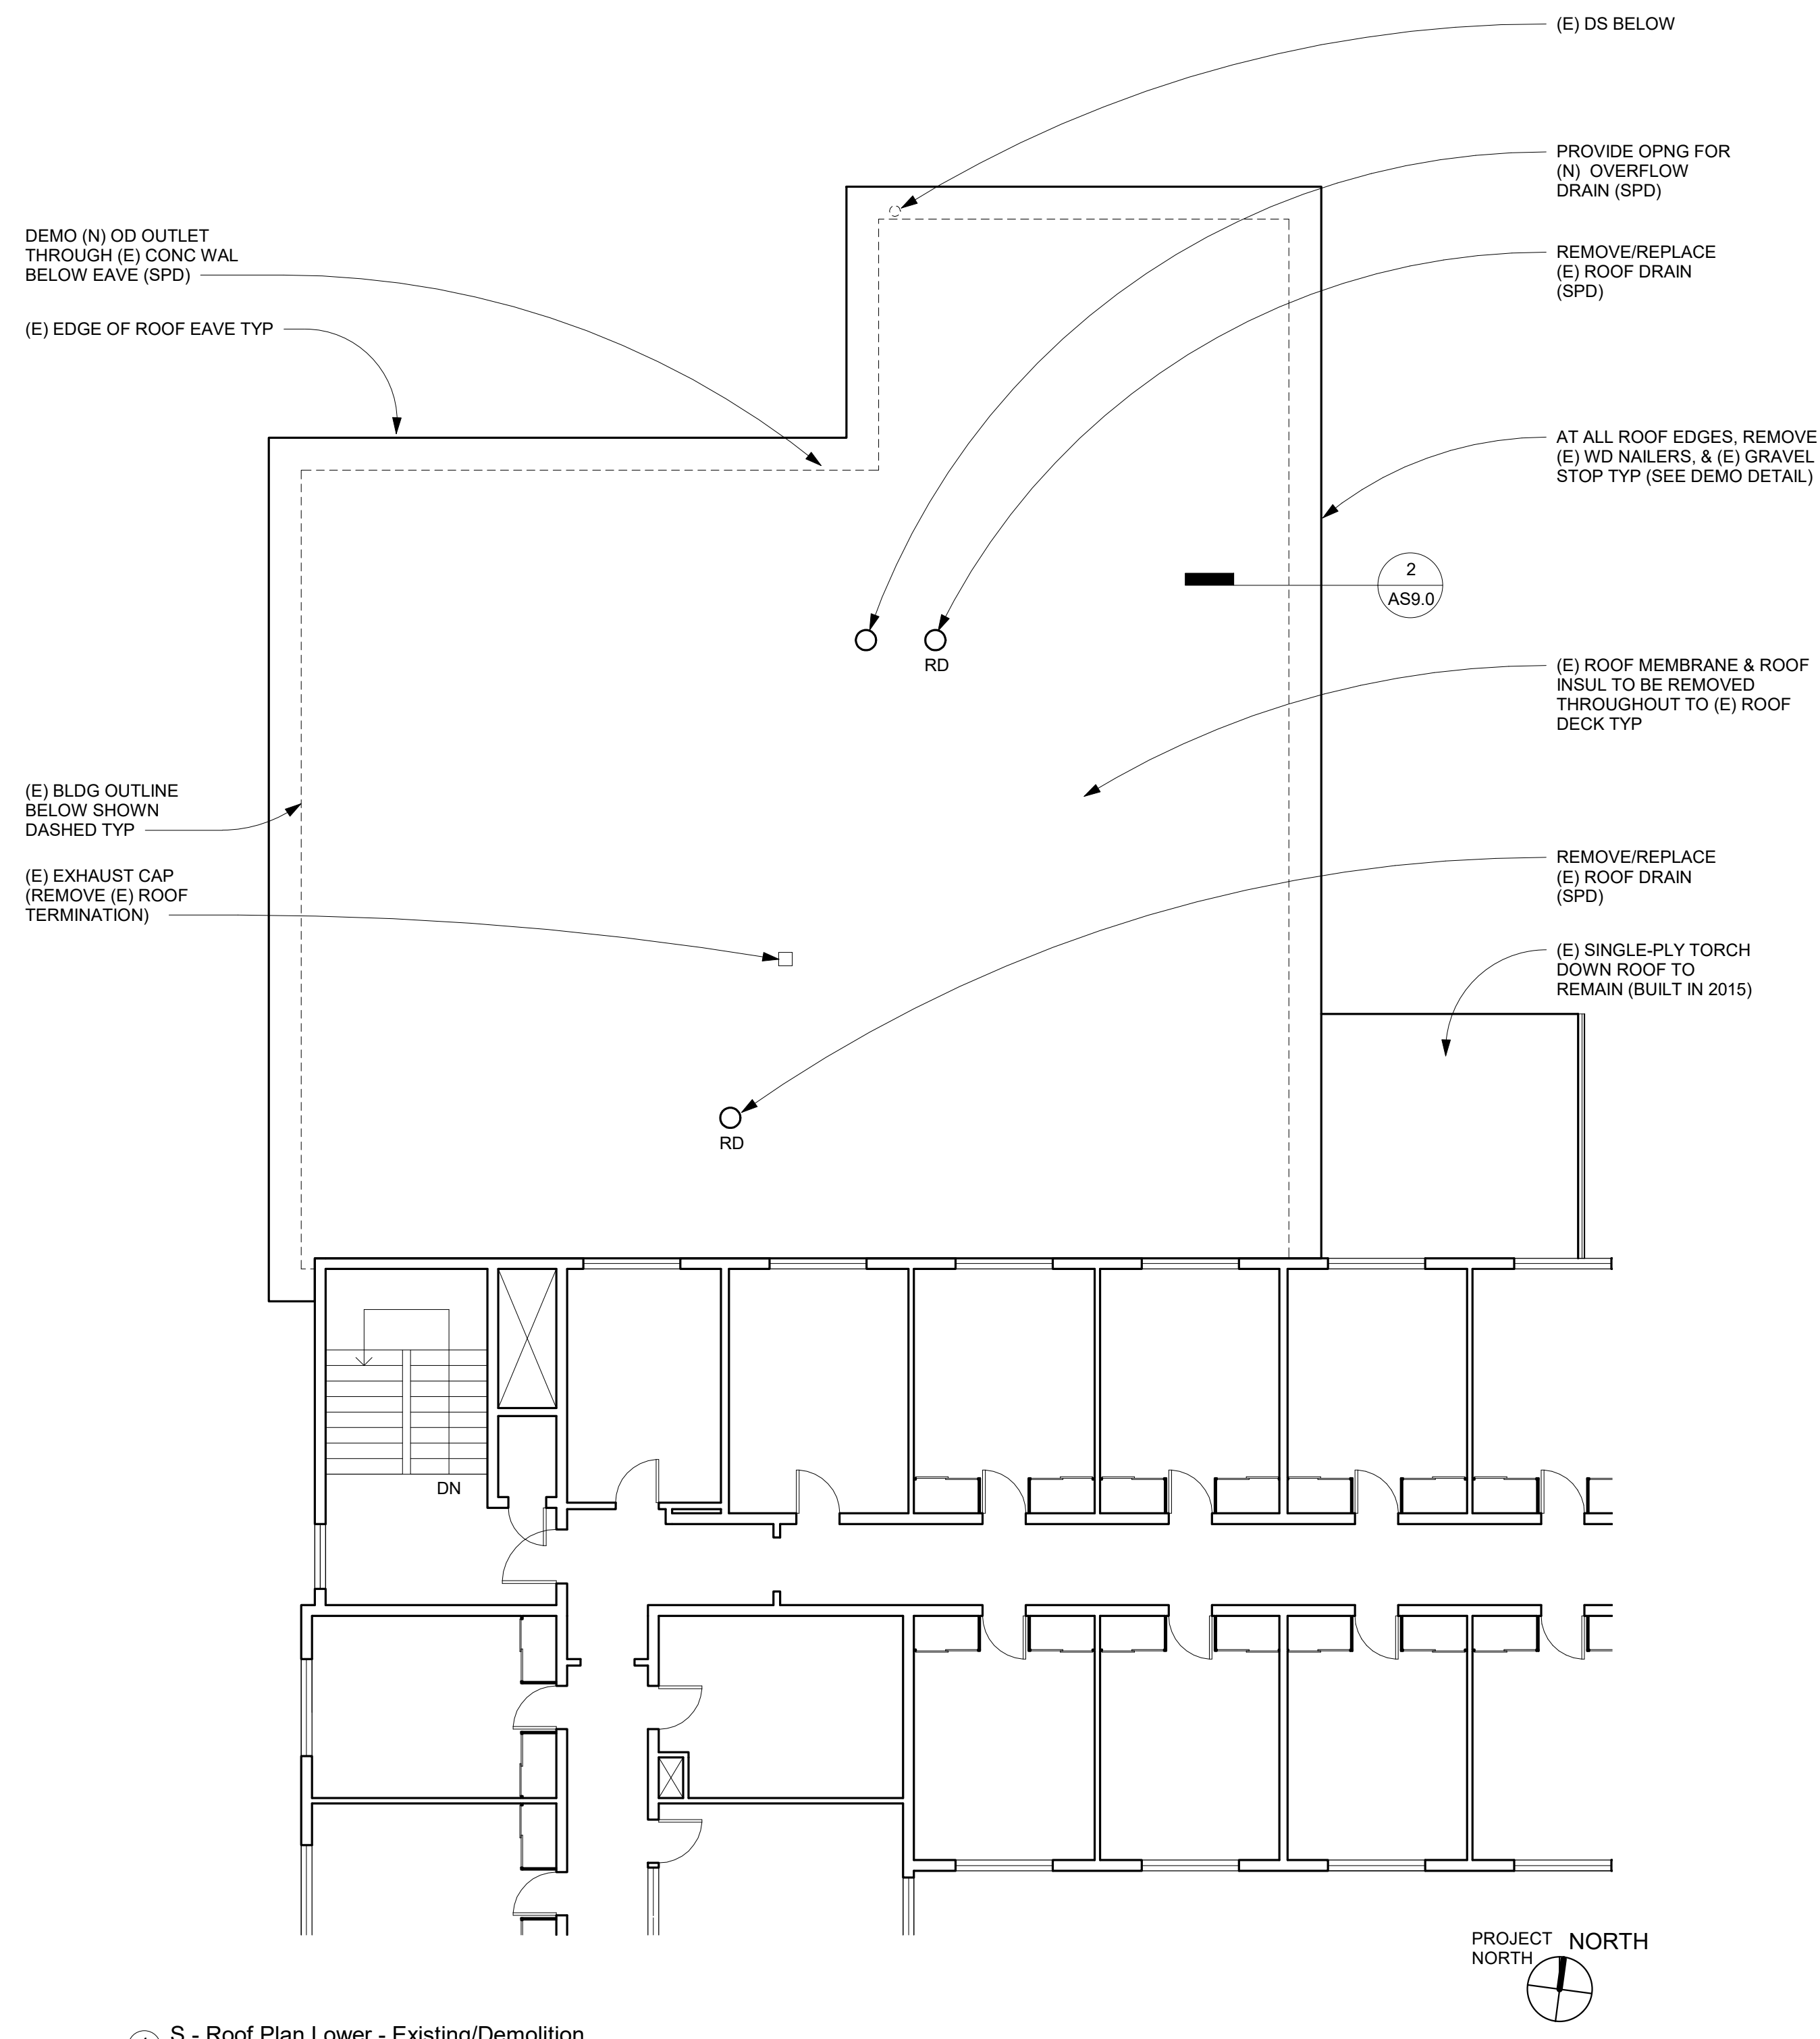 (E) DS BELOW
PROVIDE OPNG FOR
(N) OVERFLOW
DRAIN (SPD)
DEMO (N) OD OUTLET
THROUGH (E) CONC WAL
BELOW EAVE (SPD)
REMOVE/REPLACE
(E) ROOF DRAIN
(SPD)
(E) EDGE OF ROOF EAVE TYP
AT ALL ROOF EDGES, REMOVE
(E) WD NAILERS, & (E) GRAVEL
STOP TYP (SEE DEMO DETAIL)
2
AS9.0
RD
(E) ROOF MEMBRANE & ROOF
INSUL TO BE REMOVED
THROUGHOUT TO (E) ROOF
DECK TYP
(E) BLDG OUTLINE
BELOW SHOWN
DASHED TYP
(E) EXHAUST CAP
(REMOVE (E) ROOF
TERMINATION)
REMOVE/REPLACE
(E) ROOF DRAIN
(SPD)
(E) SINGLE-PLY TORCH
DOWN ROOF TO
REMAIN (BUILT IN 2015)
RD
DN
PROJECT
NORTH
NORTH
S - Roof Plan Lower - Existing/Demolition